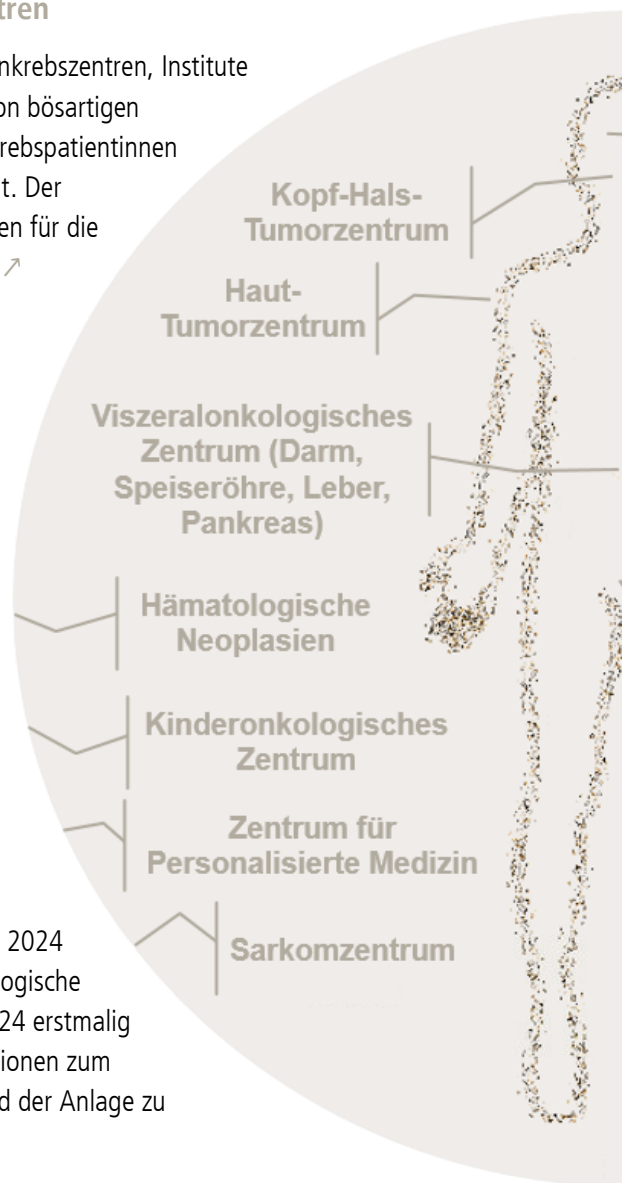 tren
nkrebszentren, Institute
on bösartigen
rebspatientinnen
t. Der
en für die
↗
Kopf-Hals-
Tumorzentrum
Haut-
Tumorzentrum
Viszeralonkologisches
Zentrum (Darm,
Speiseröhre, Leber,
Pankreas)
Hämatologische
Neoplasien
Kinderonkologisches
Zentrum
Zentrum für
Personalisierte Medizin
Sarkomzentrum
2024
ogische
24 erstmalig
ionen zum
d der Anlage zu